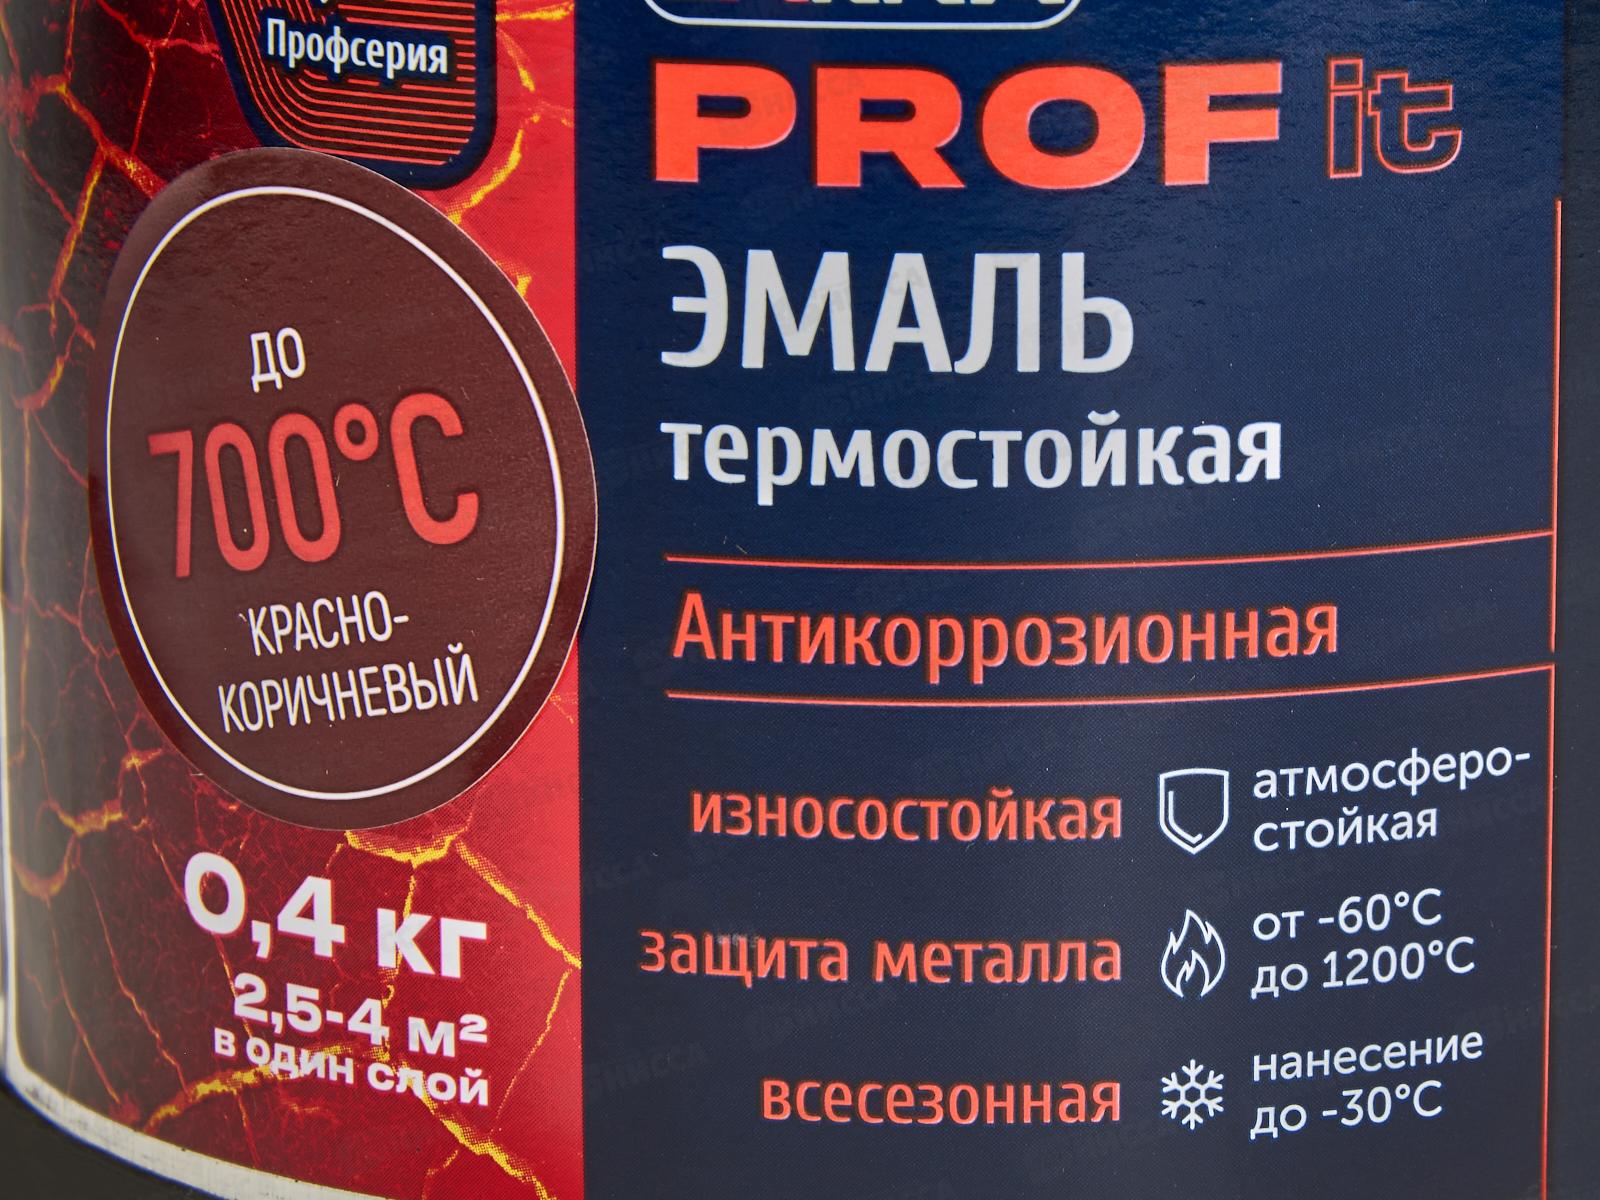 Профсерия
PROF it
ЭМАЛЬ
термостойкая
Антикоррозионная
ДО
700°C
КРАСНО-
КОРИЧНЕВЫЙ
0,4 кг
2,5-4 м²
в один слой
износостойкая
атмосферо-
стойкая
защита металла
от -60°C
до 1200°C
всесезонная
нанесение
до -30°C